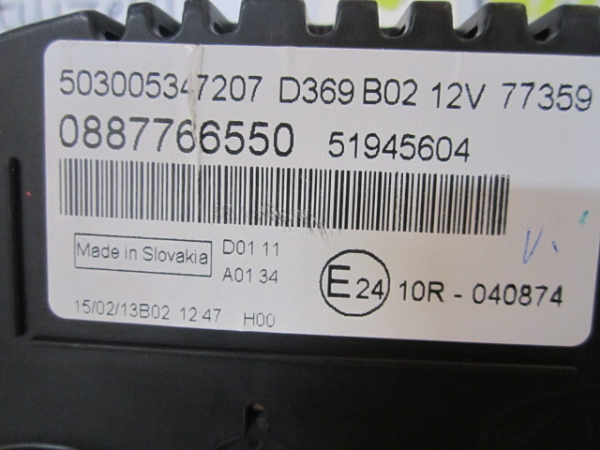 503005347207 D369 B02 12V 77359
0887766550 51945604
Made in Slovakia D01 11
A01 34
E24 10R - 040874
15/02/13B02 12:47 H00